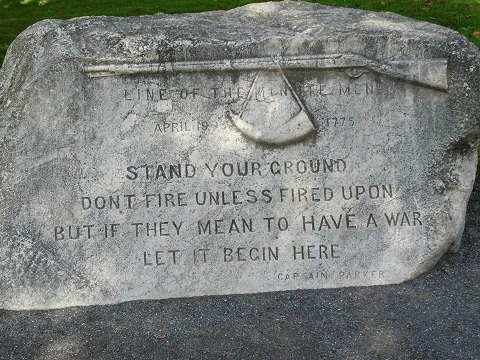 LINE OF THE MINUTE MEN
APRIL 19 1775
STAND YOUR GROUND
DONT FIRE UNLESS FIRED UPON
BUT IF THEY MEAN TO HAVE A WAR
LET IT BEGIN HERE
CAPTAIN PARKER